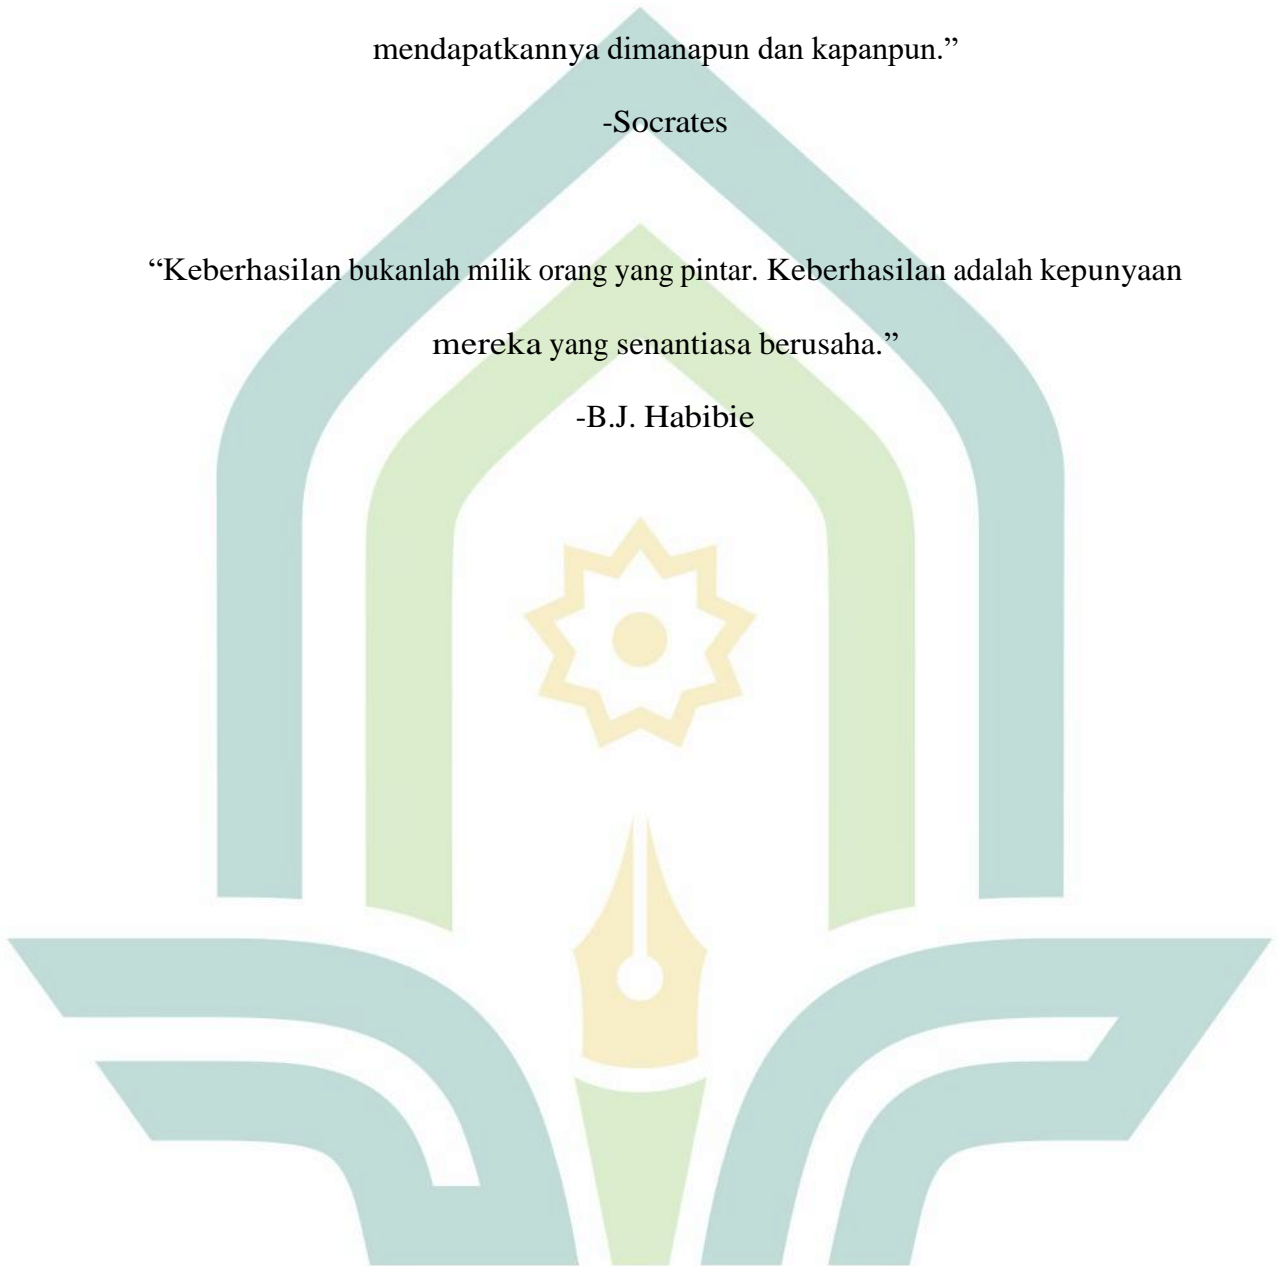 mendapatkannya dimanapun dan kapanpun.”
-Socrates
“Keberhasilan bukanlah milik orang yang pintar. Keberhasilan adalah kepunyaan
mereka yang senantiasa berusaha.”
-B.J. Habibie